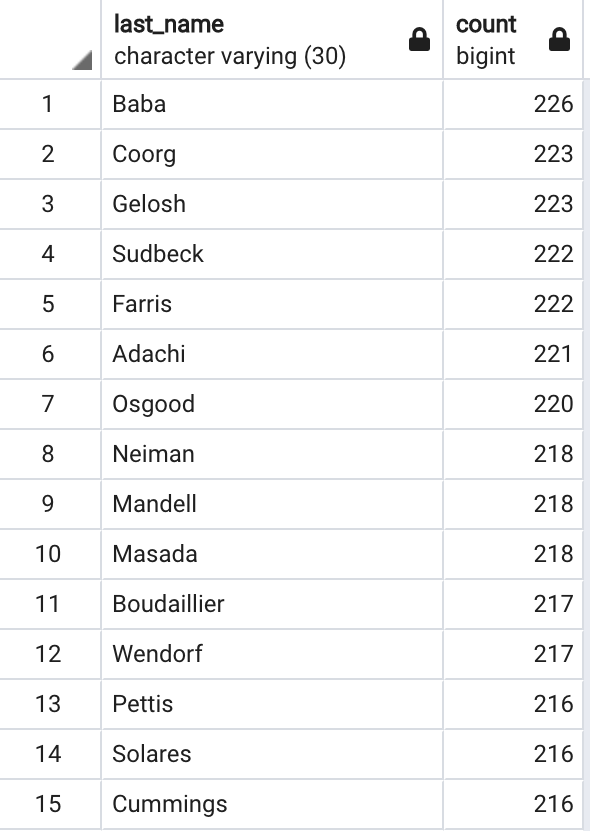 last_name count
character varying (30) bigint
1 Baba 226
2 Coorg 223
3 Gelosh 223
4 Sudbeck 222
5 Farris 222
6 Adachi 221
7 Osgood 220
8 Neiman 218
9 Mandell 218
10 Masada 218
11 Boudaillier 217
12 Wendorf 217
13 Pettis 216
14 Solares 216
15 Cummings 216